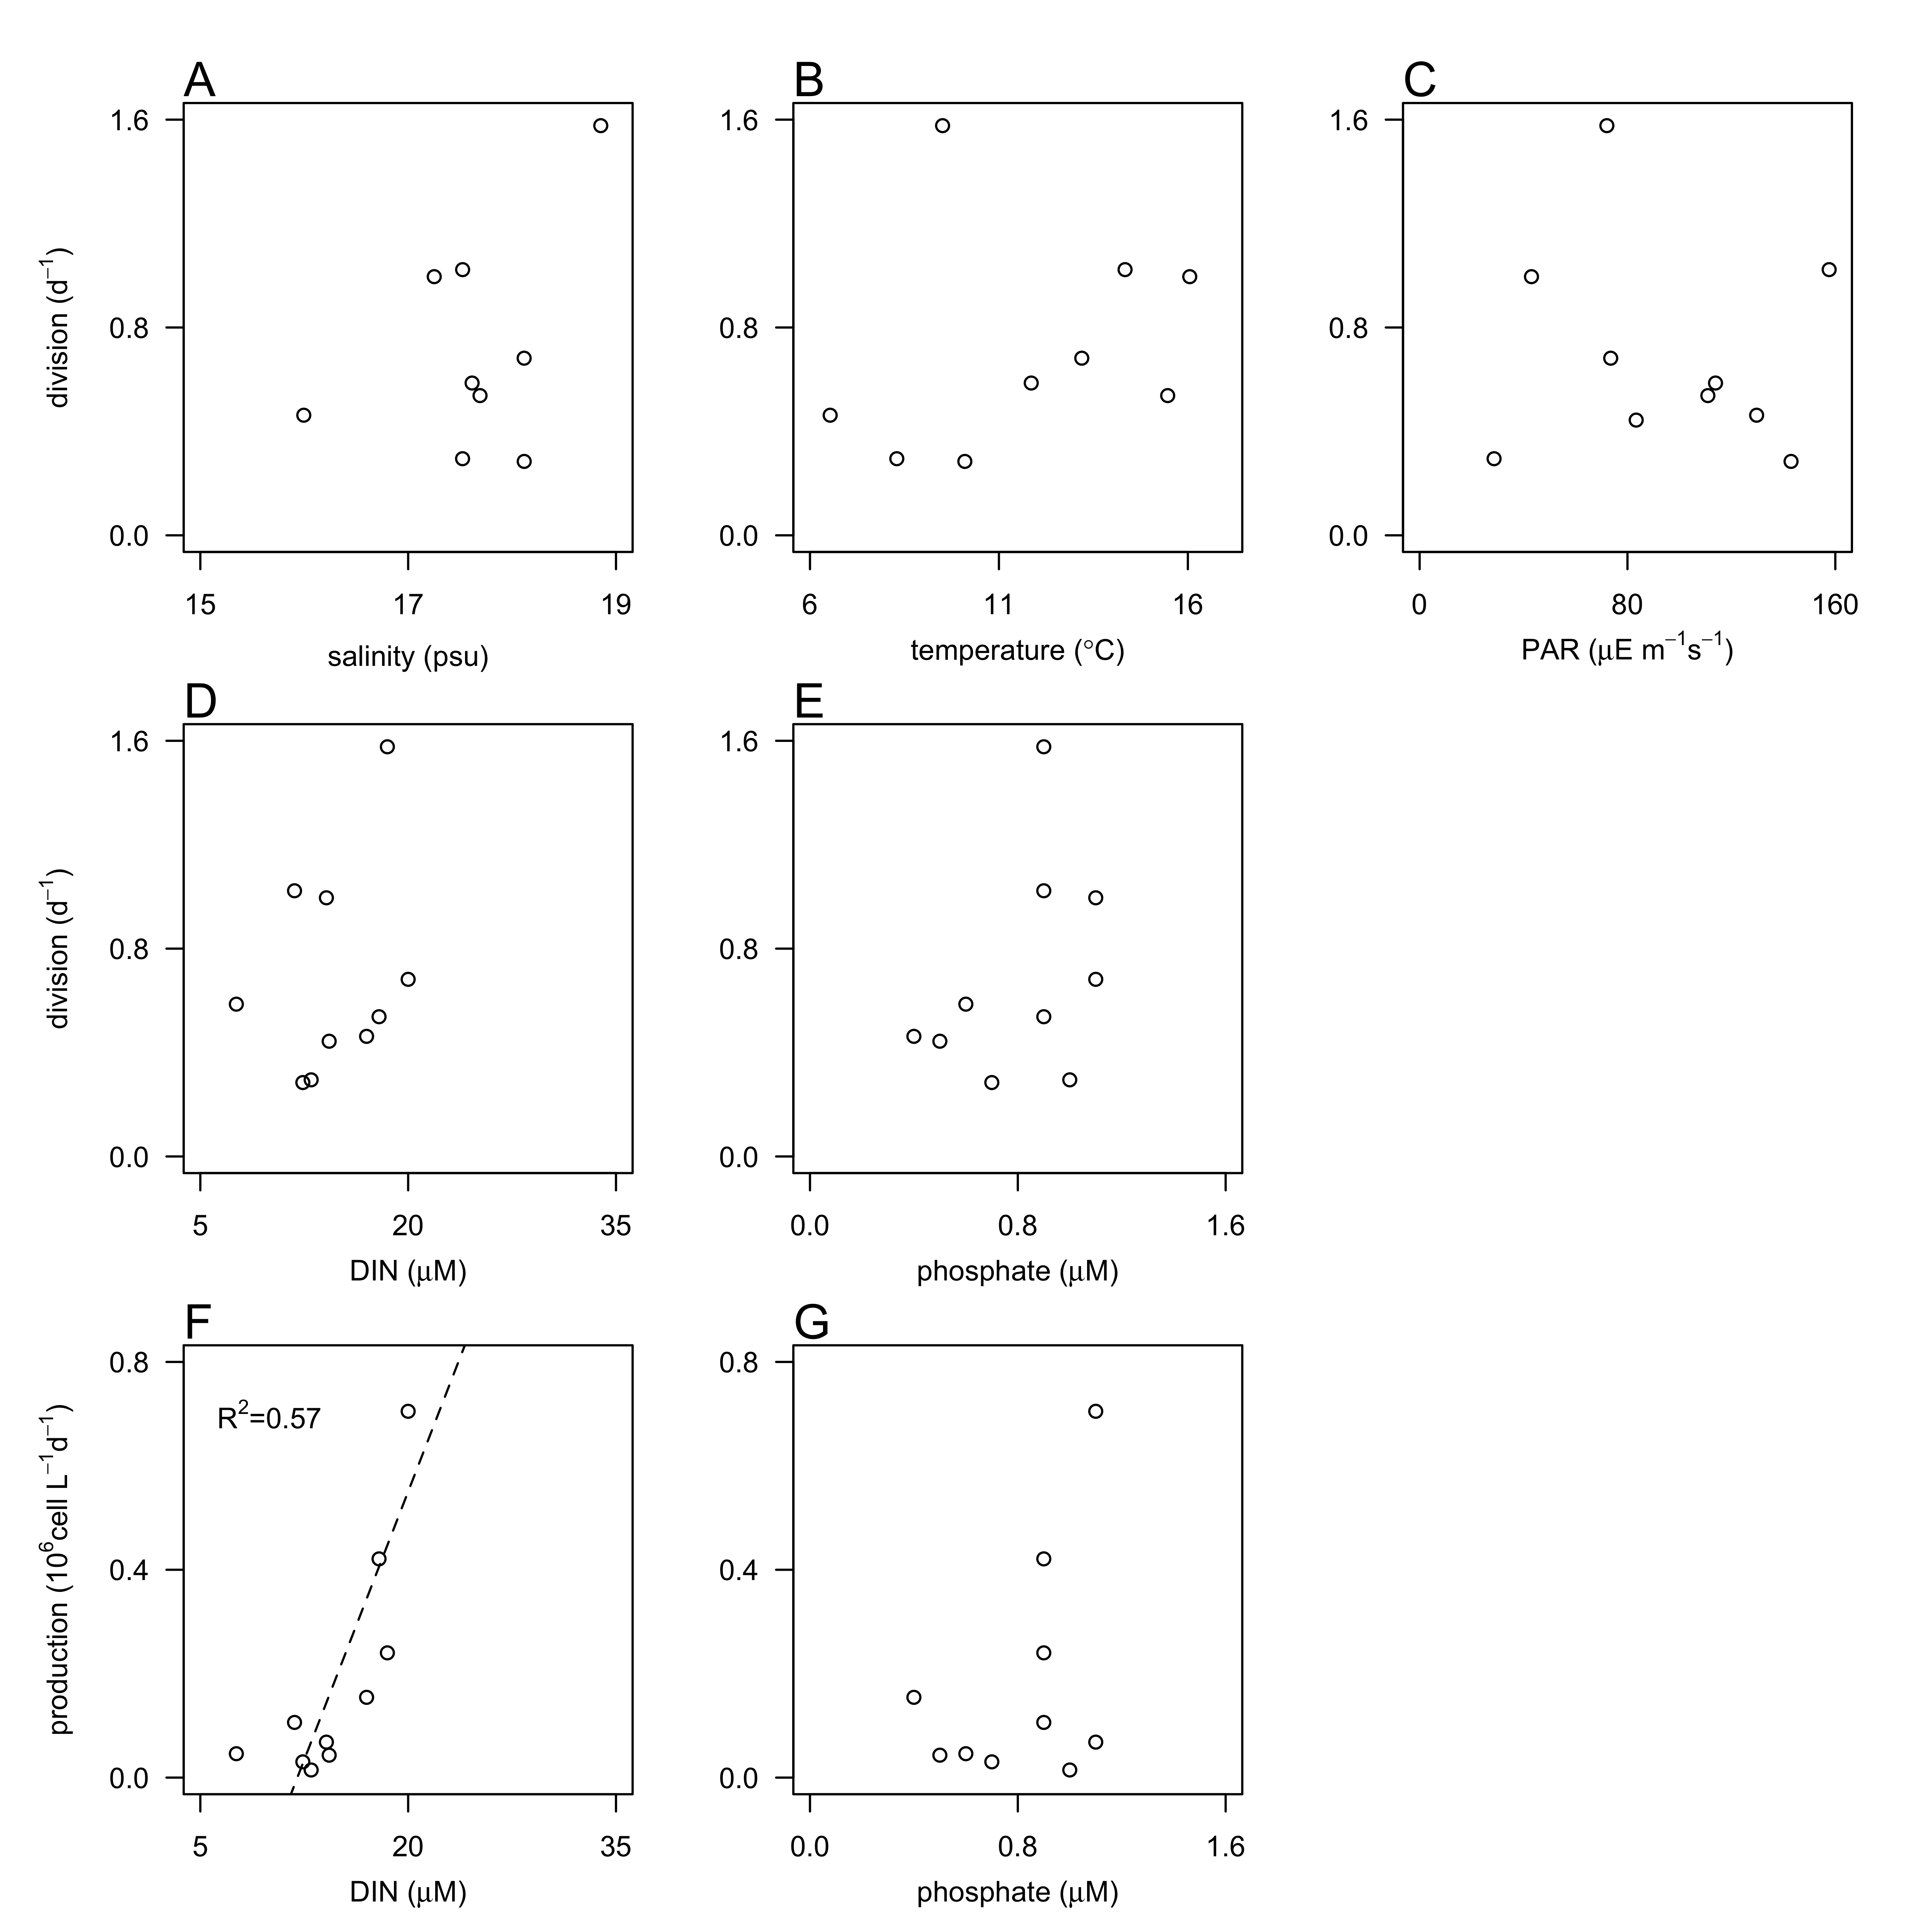 A
B
C
1.6
0.8
0.0
division (d⁻¹)
15 17 19
salinity (psu)
1.6
0.8
0.0
6 11 16
temperature (°C)
1.6
0.8
0.0
0 80 160
PAR (μE m⁻¹s⁻¹)
D
E
1.6
0.8
0.0
division (d⁻¹)
5 20 35
DIN (μM)
1.6
0.8
0.0
0.0 0.8 1.6
phosphate (μM)
F
G
0.8
0.4
0.0
production (10⁶cell L⁻¹d⁻¹)
R²=0.57
5 20 35
DIN (μM)
0.8
0.4
0.0
0.0 0.8 1.6
phosphate (μM)